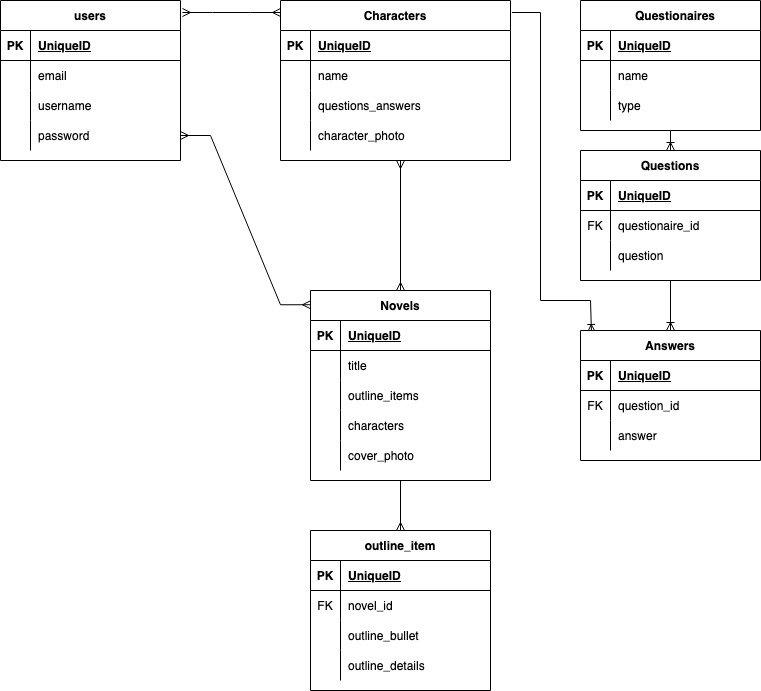 users
PK UniqueID
email
username
password
Characters
PK UniqueID
name
questions_answers
character_photo
Questionaires
PK UniqueID
name
type
Questions
PK UniqueID
FK questionaire_id
question
Novels
PK UniqueID
title
outline_items
characters
cover_photo
Answers
PK UniqueID
FK question_id
answer
outline_item
PK UniqueID
FK novel_id
outline_bullet
outline_details